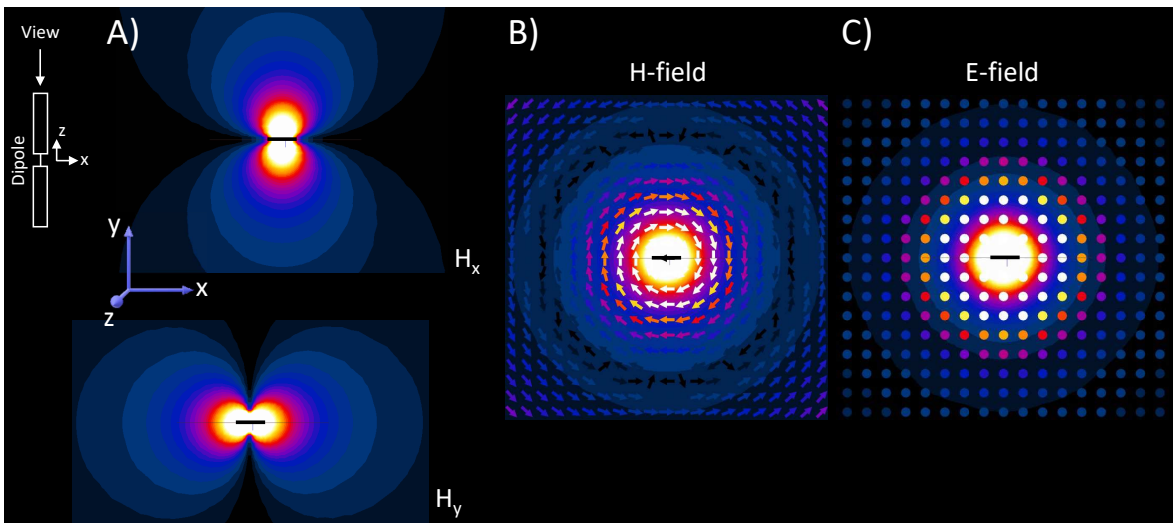 View
A)
z
x
Dipole
y
x
z
Hx
Hy
B)
H-field
C)
E-field